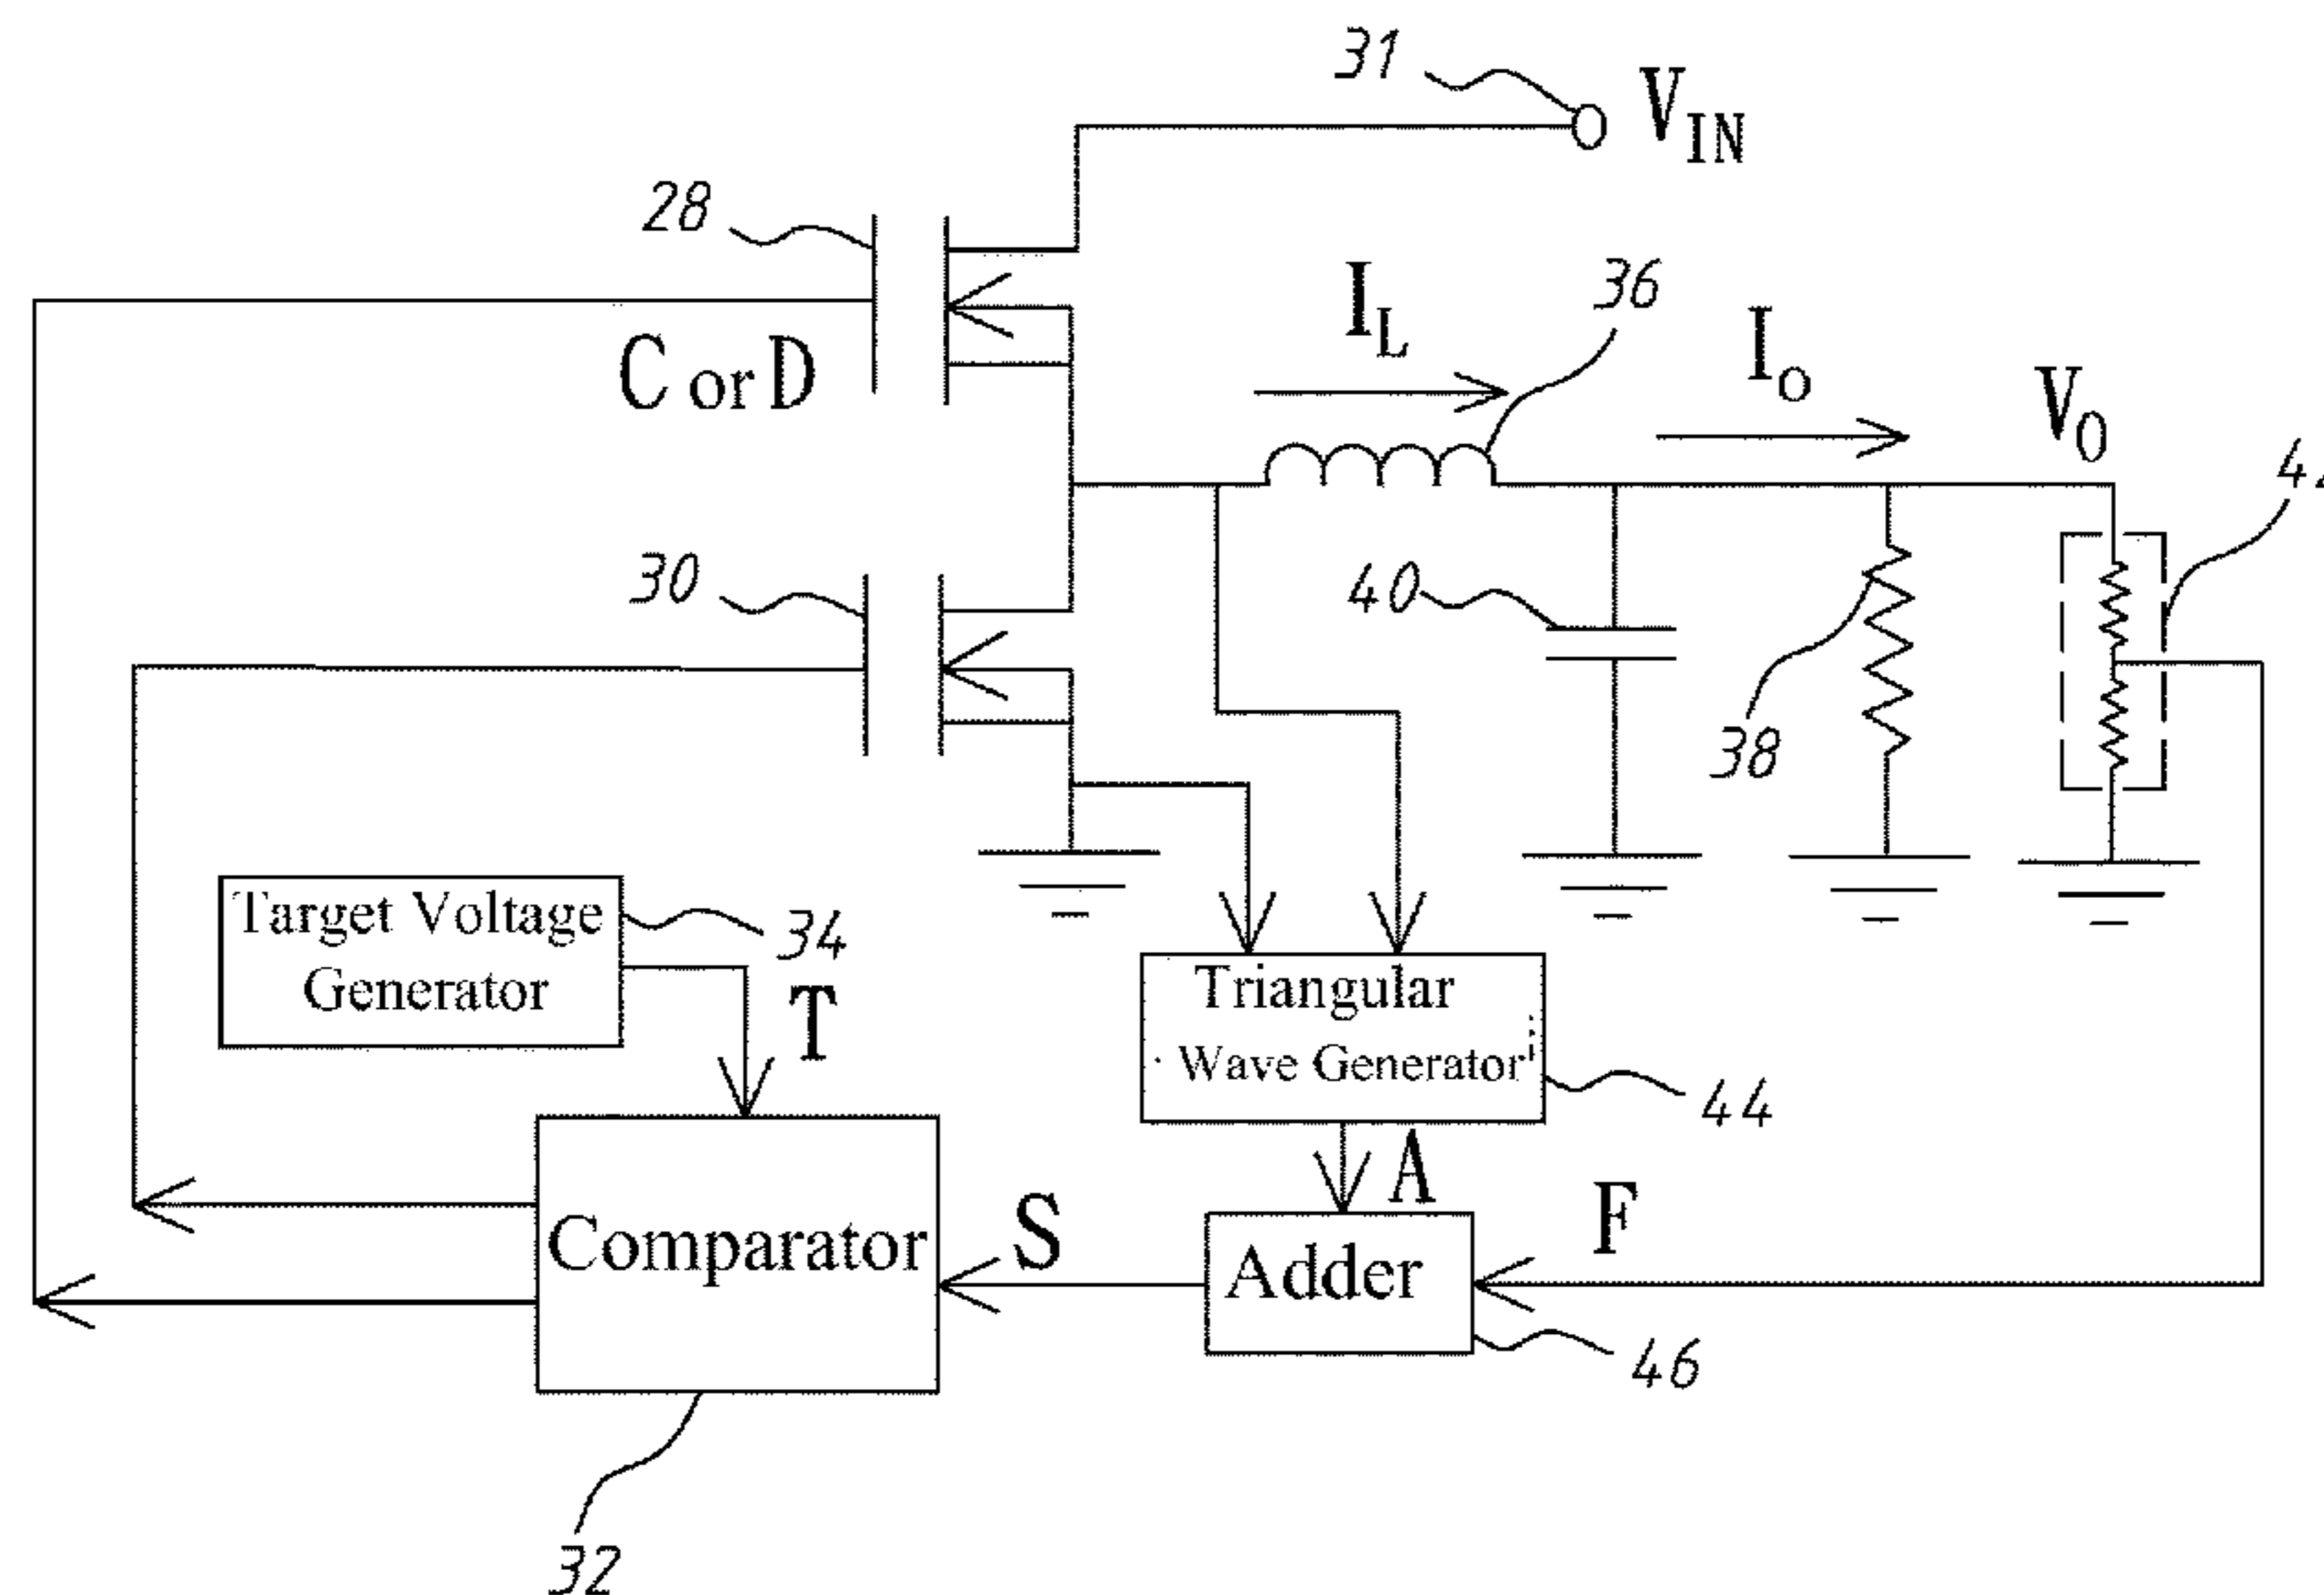 31
V_IN
28
C or D
I_L
36
I_O
V_O
30
40
38
Target Voltage
Generator
34
T
Triangular
Wave Generator
44
A
Comparator
S
Adder
F
46
32